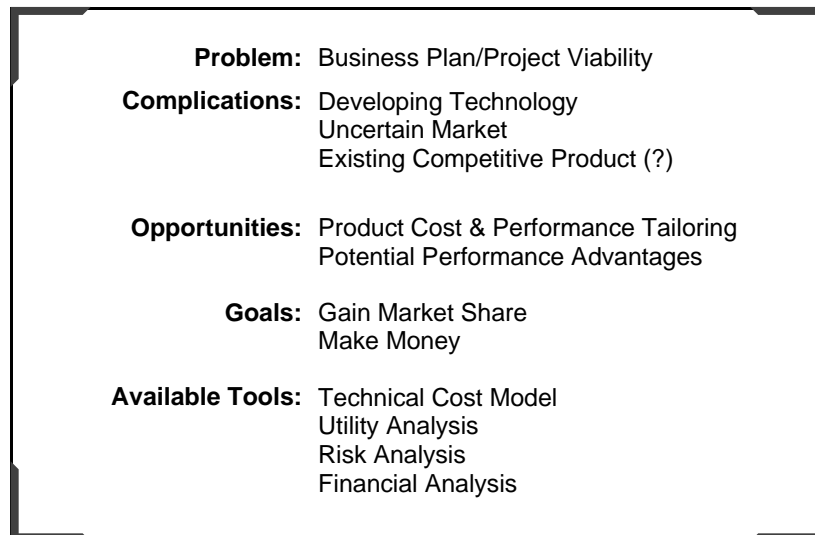 Problem: Business Plan/Project Viability
Complications: Developing Technology
Uncertain Market
Existing Competitive Product (?)
Opportunities: Product Cost & Performance Tailoring
Potential Performance Advantages
Goals: Gain Market Share
Make Money
Available Tools: Technical Cost Model
Utility Analysis
Risk Analysis
Financial Analysis